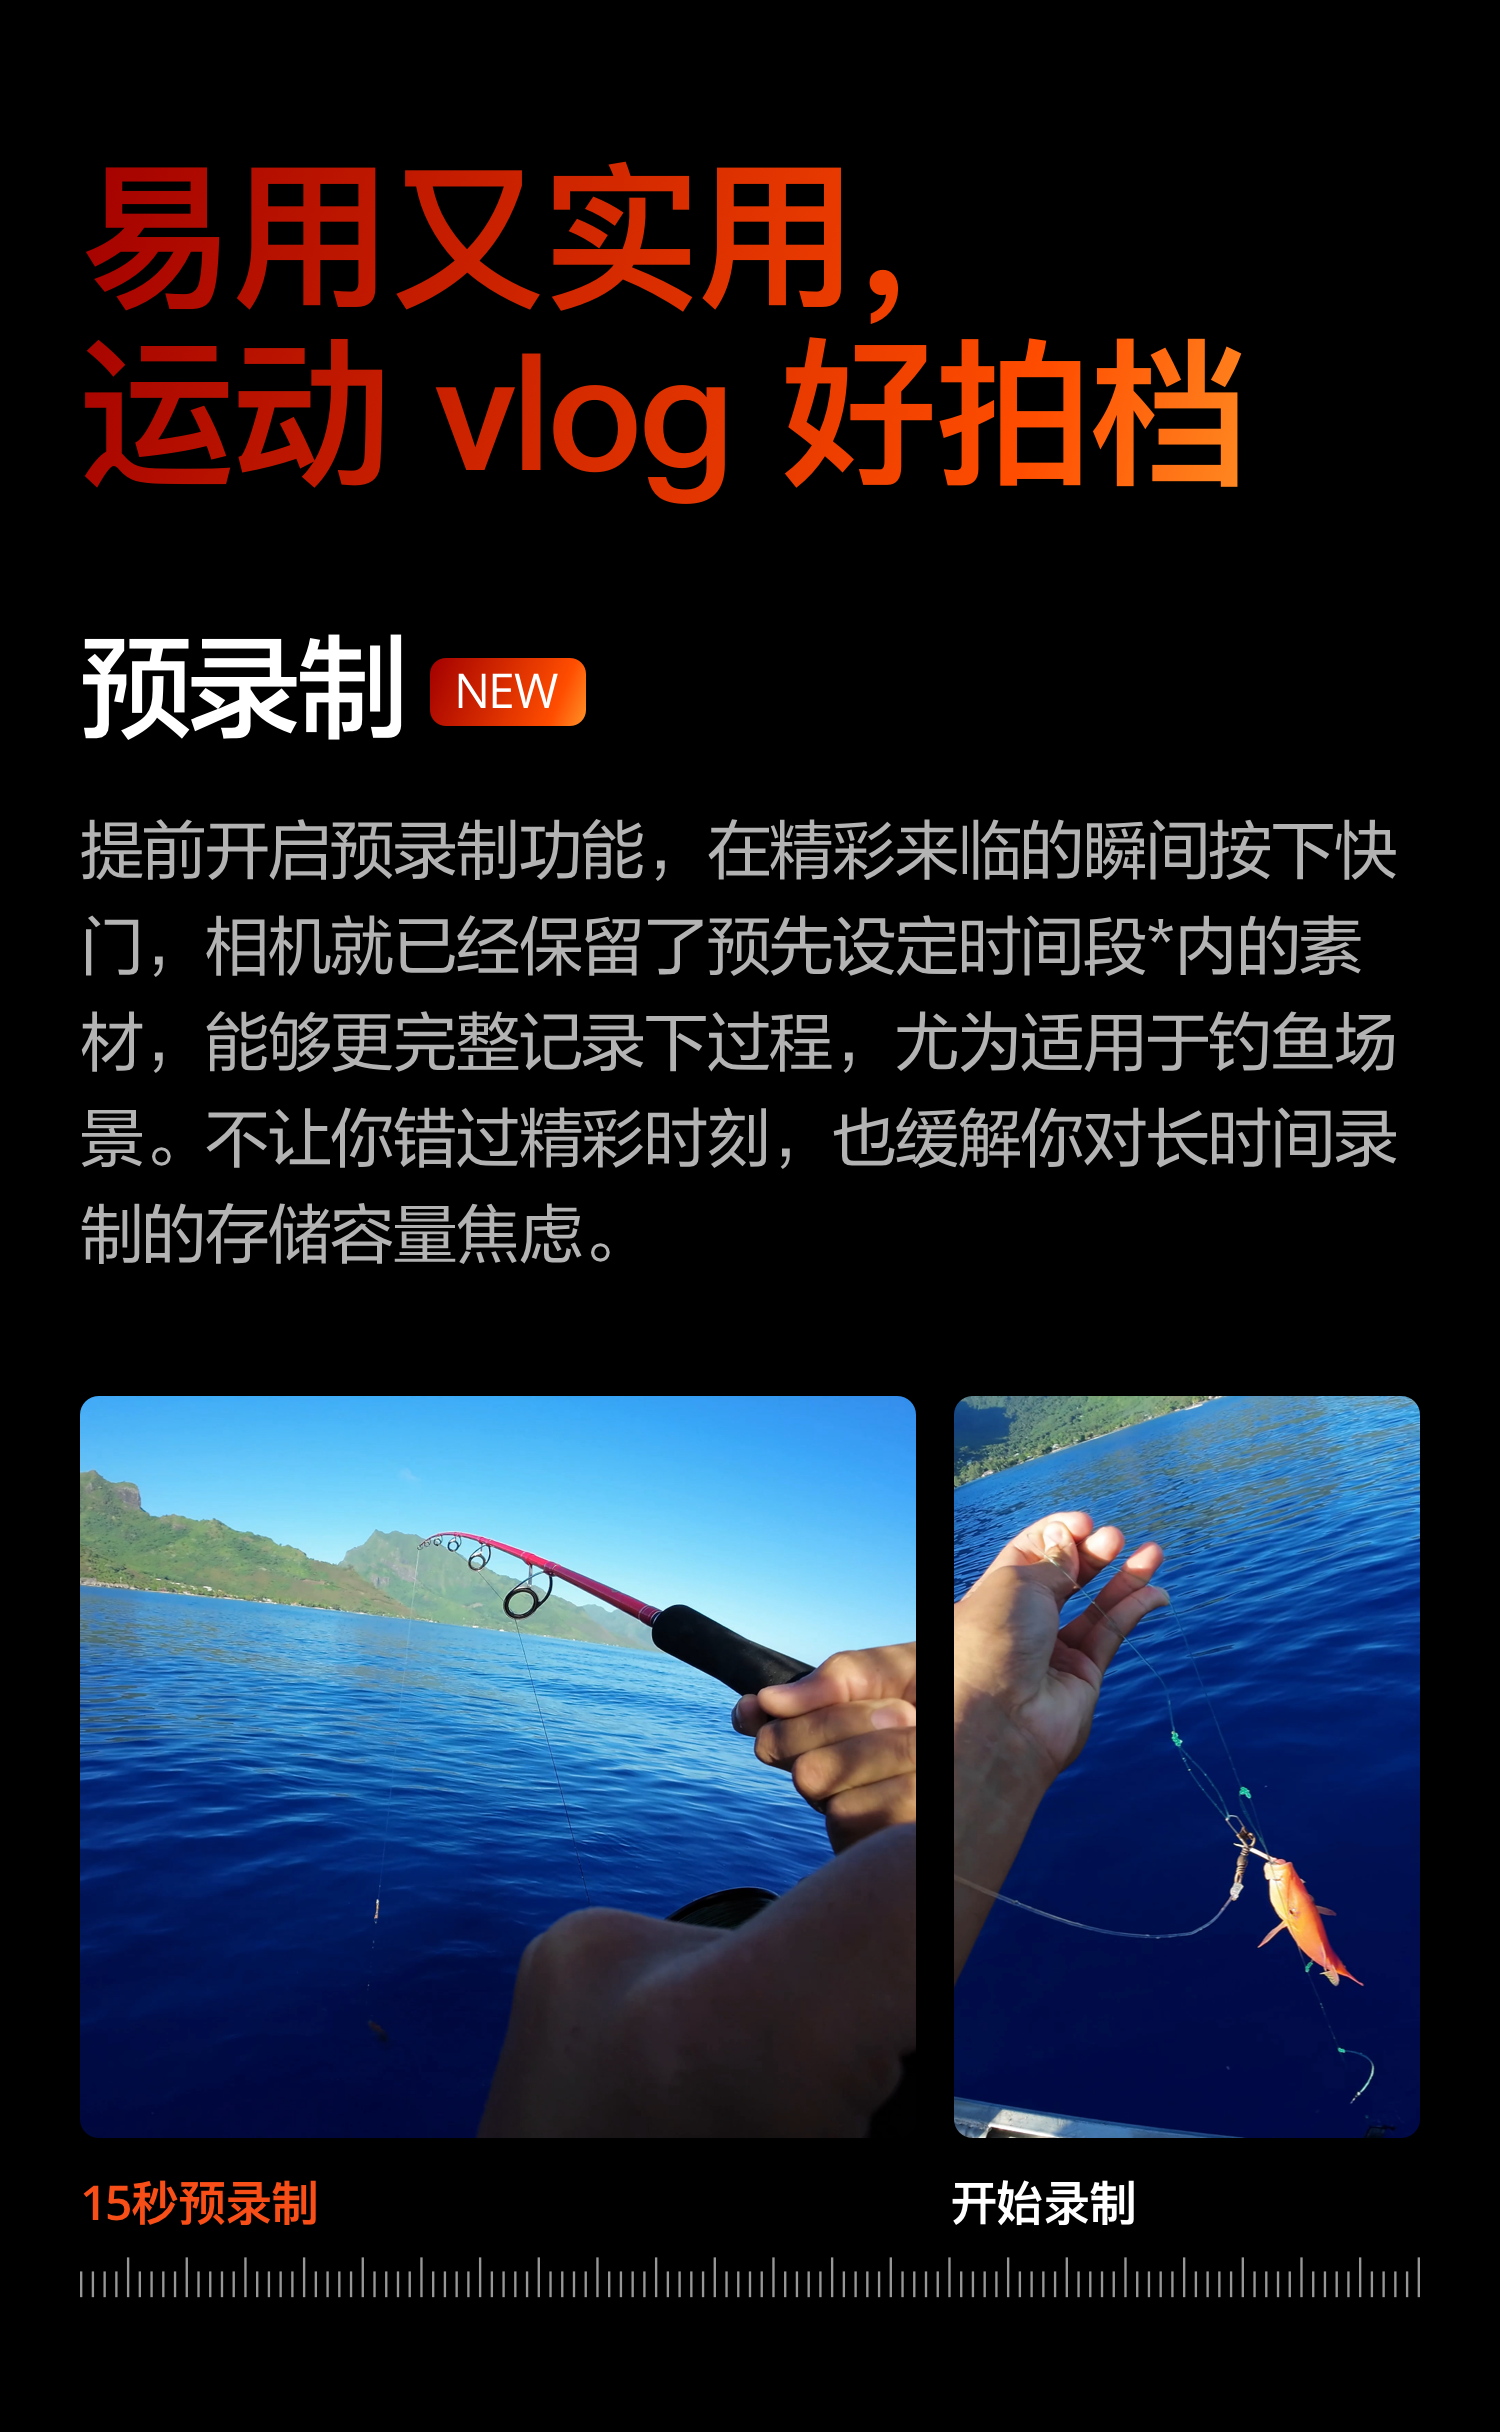 易用又实用，
运动 vlog 好拍档
预录制 NEW
提前开启预录制功能，在精彩来临的瞬间按下快
门，相机就已经保留了预先设定时间段*内的素
材，能够更完整记录下过程，尤为适用于钓鱼场
景。不让你错过精彩时刻，也缓解你对长时间录
制的存储容量焦虑。
15秒预录制
开始录制